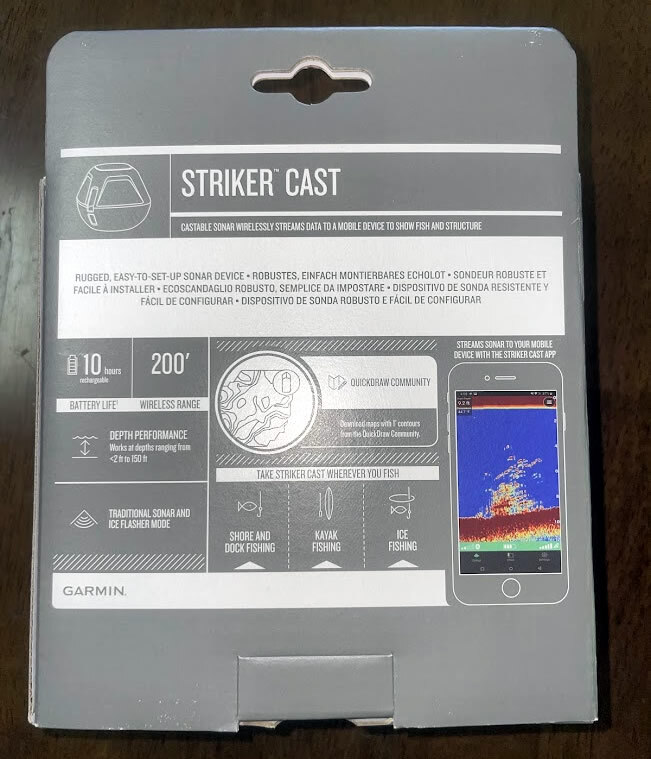 STRIKER™ CAST
CASTABLE SONAR WIRELESSLY STREAMS DATA TO A MOBILE DEVICE TO SHOW FISH AND STRUCTURE
RUGGED, EASY-TO-SET-UP SONAR DEVICE • ROBUSTES, EINFACH MONTIERBARES ECHOLOT • SONDEUR ROBUSTE ET
FACILE À INSTALLER • ECOSCANDAGLIO ROBUSTO, SEMPLICE DA IMPOSTARE • DISPOSITIVO DE SONDA RESISTENTE Y
FÁCIL DE CONFIGURAR • DISPOSITIVO DE SONDA ROBUSTO E FÁCIL DE CONFIGURAR
10 hours
rechargeable
BATTERY LIFE¹
200'
WIRELESS RANGE
DEPTH PERFORMANCE
Works at depths ranging from
<2 ft to 150 ft
TRADITIONAL SONAR AND
ICE FLASHER MODE
QUICKDRAW COMMUNITY
Download maps with 1' contours
from the QuickDraw Community.
TAKE STRIKER CAST WHEREVER YOU FISH
SHORE AND
DOCK FISHING
KAYAK
FISHING
ICE
FISHING
STREAMS SONAR TO YOUR MOBILE
DEVICE WITH THE STRIKER CAST APP
9.2 ft
GARMIN.